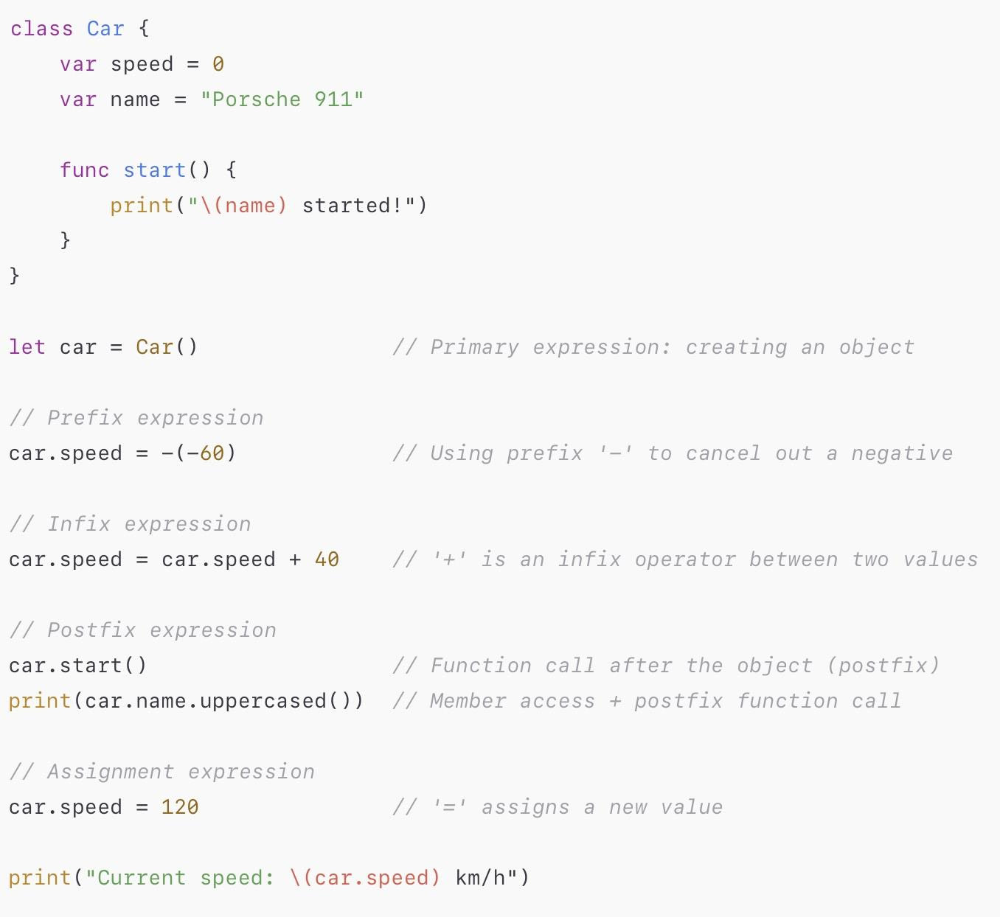 class Car {
    var speed = 0
    var name = "Porsche 911"

    func start() {
        print("\(name) started!")
    }
}

let car = Car()               // Primary expression: creating an object

// Prefix expression
car.speed = -(-60)            // Using prefix '-' to cancel out a negative

// Infix expression
car.speed = car.speed + 40    // '+' is an infix operator between two values

// Postfix expression
car.start()                   // Function call after the object (postfix)
print(car.name.uppercased())  // Member access + postfix function call

// Assignment expression
car.speed = 120               // '=' assigns a new value

print("Current speed: \(car.speed) km/h")